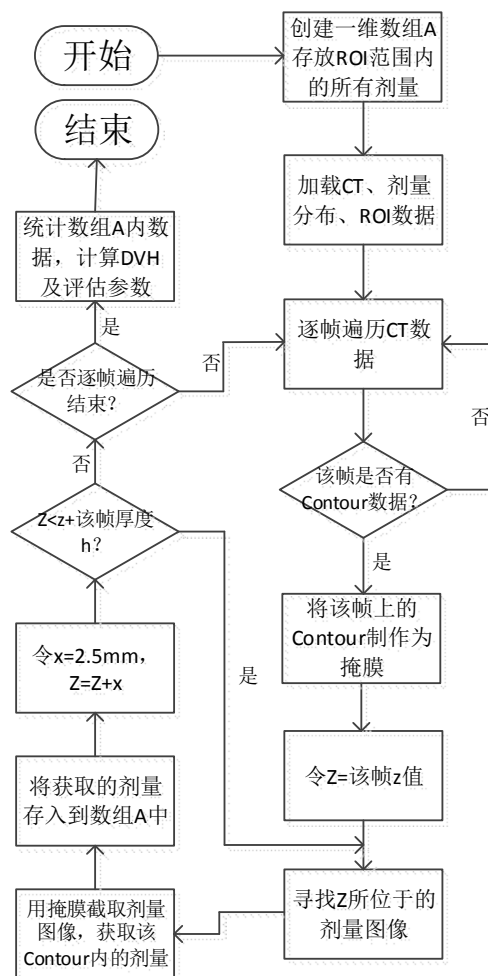 开始
创建一维数组A
存放ROI范围内
的所有剂量
加载CT、剂量
分布、ROI数据
逐帧遍历CT数
据
该帧是否有
Contour数据？
否
是
将该帧上的
Contour制作为
掩膜
令Z=该帧z值
寻找Z所位于的
剂量图像
用掩膜截取剂量
图像，获取该
Contour内的剂量
将获取的剂量
存入到数组A中
令x=2.5mm，
Z=Z+x
Z<z+该帧厚度
h？
是
否
是否逐帧遍历
结束？
否
是
统计数组A内数
据，计算DVH
及评估参数
结束